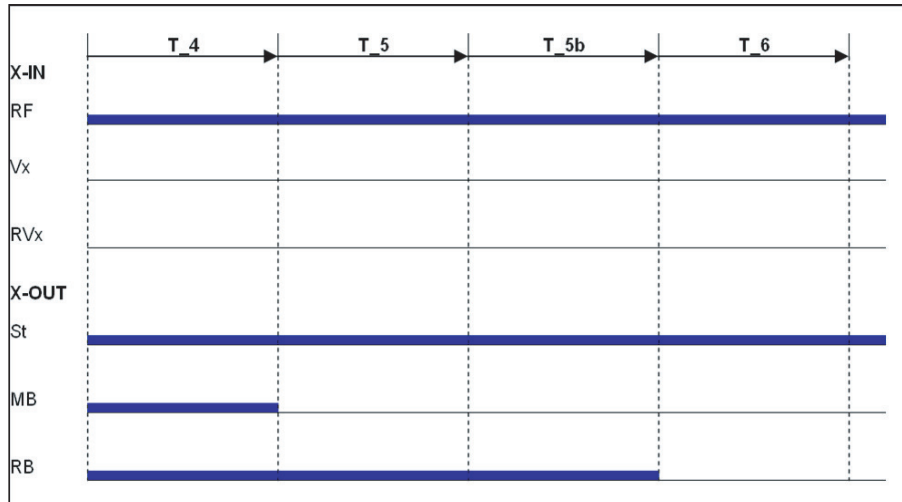 T_4 T_5 T_5b T_6
X-IN
RF
Vx
RVx
X-OUT
St
MB
RB